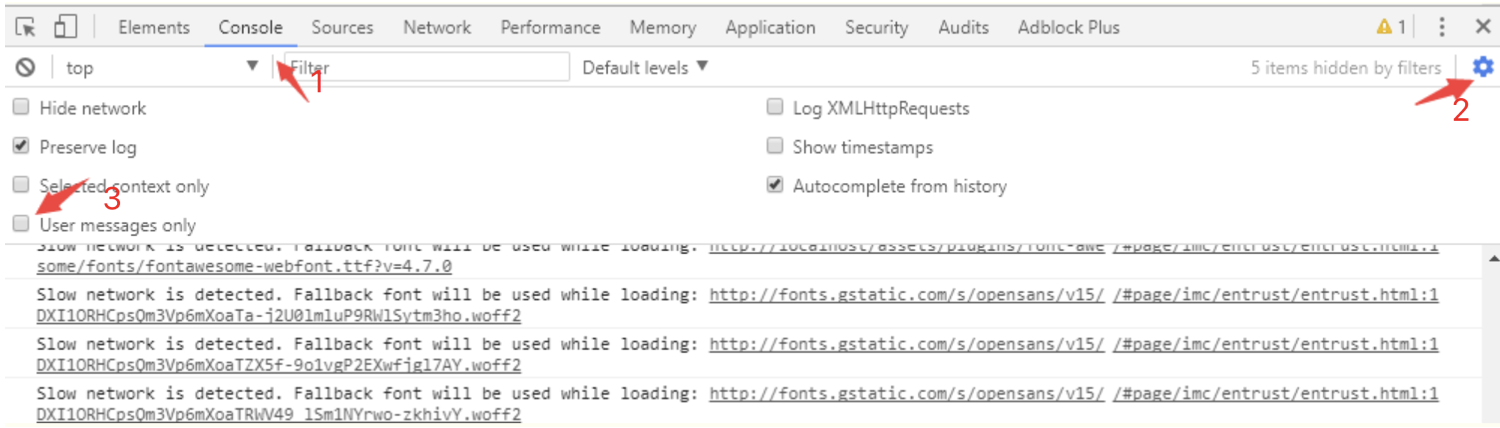 Elements Console Sources Network Performance Memory Application Security Audits Adblock Plus 1
top Filter Default levels 5 items hidden by filters
1
2
Hide network Log XMLHttpRequests
Preserve log Show timestamps
Selected context only Autocomplete from history
3
User messages only
Slow network is detected. Fallback font will be used while loading: http://localhost/assets/plugins/font-awe /#page/imc/entrust/entrust.html:1
some/fonts/fontawesome-webfont.ttf?v=4.7.0
Slow network is detected. Fallback font will be used while loading: http://fonts.gstatic.com/s/opensans/v15/ /#page/imc/entrust/entrust.html:1
DXI1ORHCpsQm3Vp6mXoaTa-j2U0lmluP9RWlSytm3ho.woff2
Slow network is detected. Fallback font will be used while loading: http://fonts.gstatic.com/s/opensans/v15/ /#page/imc/entrust/entrust.html:1
DXI1ORHCpsQm3Vp6mXoaTZX5f-9o1vgP2EXwfjgl7AY.woff2
Slow network is detected. Fallback font will be used while loading: http://fonts.gstatic.com/s/opensans/v15/ /#page/imc/entrust/entrust.html:1
DXI1ORHCpsQm3Vp6mXoaTRWV49_lSm1NYrwo-zkhivY.woff2